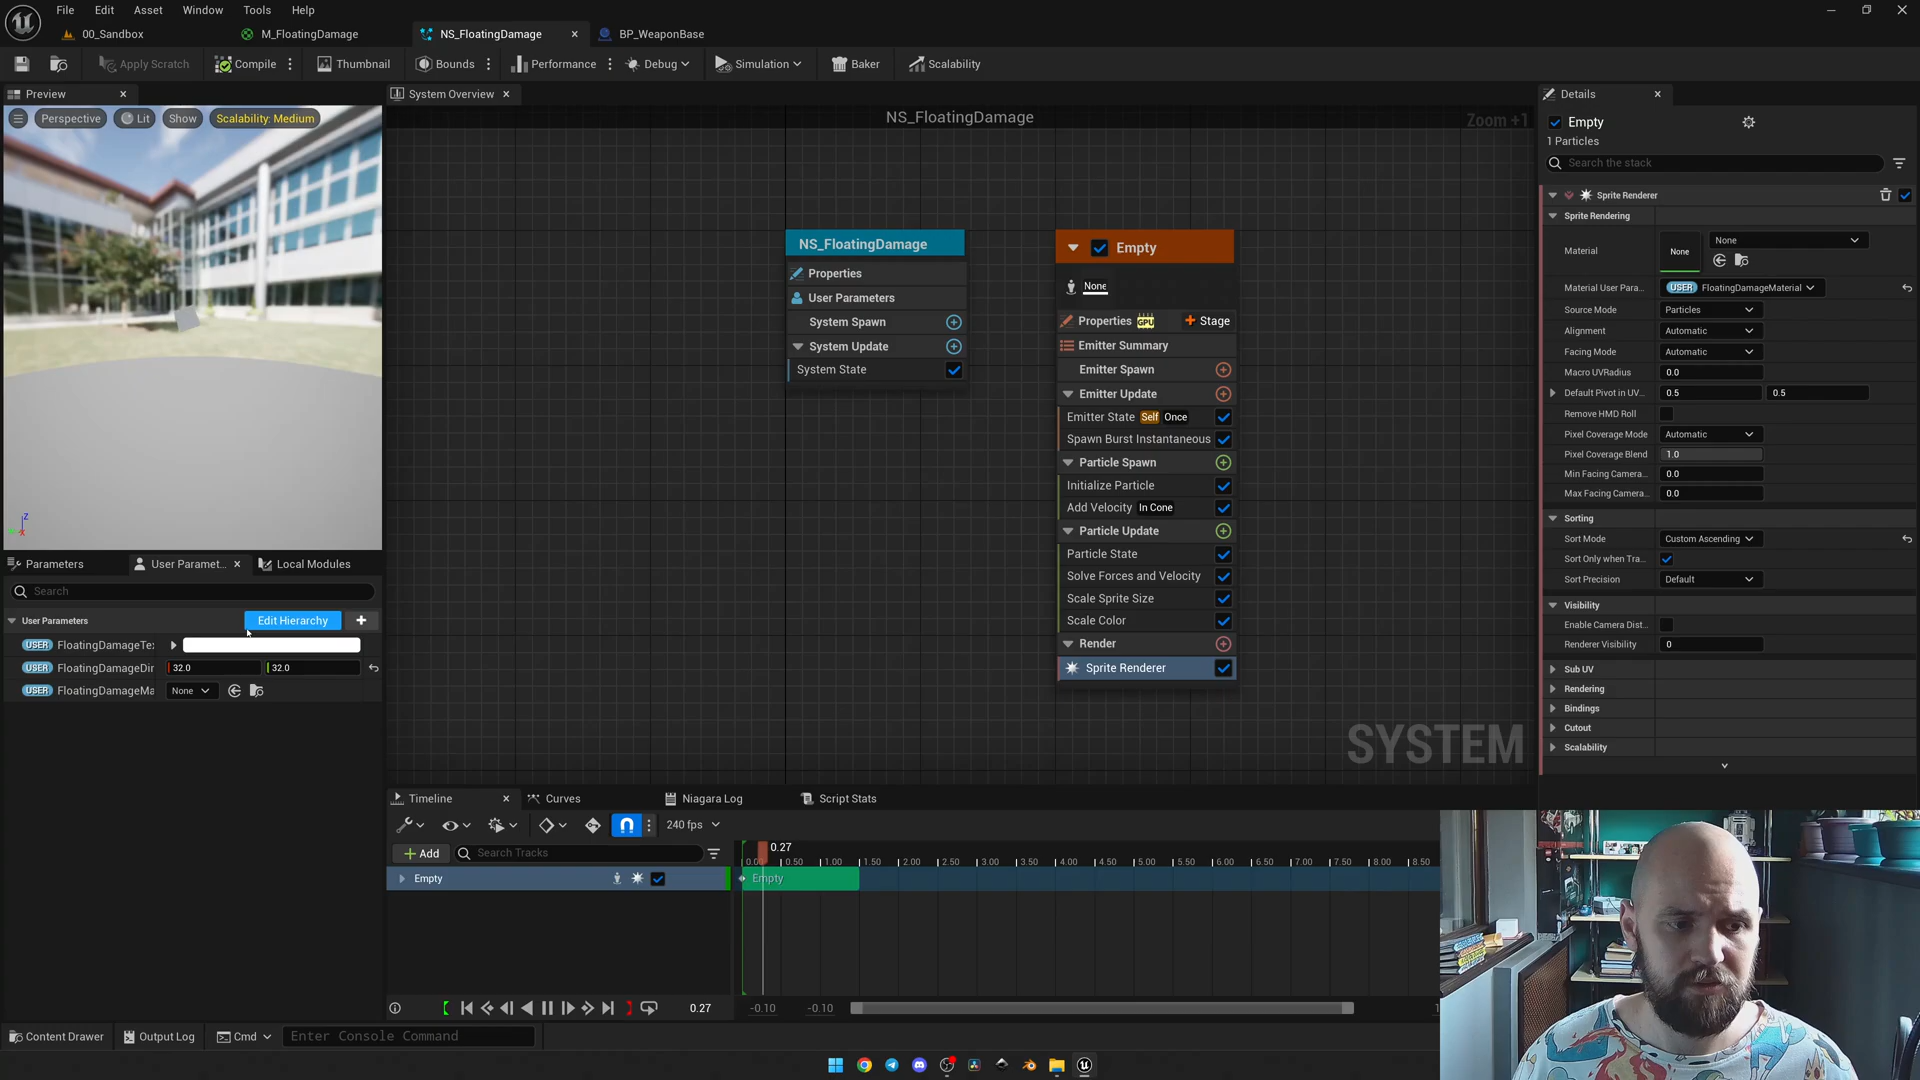 File Edit Asset Window Tools Help
00_Sandbox M_FloatingDamage NS_FloatingDamage BP_WeaponBase
Apply Scratch Compile Thumbnail Bounds Performance Debug Simulation Baker Scalability
Preview System Overview Details
Perspective Lit Show Scalability: Medium
NS_FloatingDamage
Zoom +1
Empty
1 Particles
Search the stack
Sprite Renderer
Sprite Rendering
Material None None
Material User Para... USER FloatingDamageMaterial
Source Mode Particles
Alignment Automatic
Facing Mode Automatic
Macro UVRadius 0.0
Default Pivot in UV... 0.5 0.5
Remove HMD Roll
Pixel Coverage Mode Automatic
Pixel Coverage Blend 1.0
Min Facing Camera... 0.0
Max Facing Camera... 0.0
Sorting
Sort Mode Custom Ascending
Sort Only when Tra...
Sort Precision Default
Visibility
Enable Camera Dist...
Renderer Visibility 0
Sub UV
Rendering
Bindings
Cutout
Scalability
NS_FloatingDamage
Properties
User Parameters
System Spawn
System Update
System State
Empty
None
Properties GPU Stage
Emitter Summary
Emitter Spawn
Emitter Update
Emitter State Self Once
Spawn Burst Instantaneous
Particle Spawn
Initialize Particle
Add Velocity In Cone
Particle Update
Particle State
Solve Forces and Velocity
Scale Sprite Size
Scale Color
Render
Sprite Renderer
SYSTEM
Z
X
Parameters User Paramet... Local Modules
Search
User Parameters Edit Hierarchy
USER FloatingDamageTe
USER FloatingDamageDi 32.0 32.0
USER FloatingDamageMa None
Timeline Curves Niagara Log Script Stats
240 fps
Add Search Tracks
0.27
0.00 0.50 1.00 1.50 2.00 2.50 3.00 3.50 4.00 4.50 5.00 5.50 6.00 6.50 7.00 7.50 8.00 8.50
Empty Empty
0.27 -0.10 -0.10 1
Content Drawer Output Log Cmd Enter Console Command